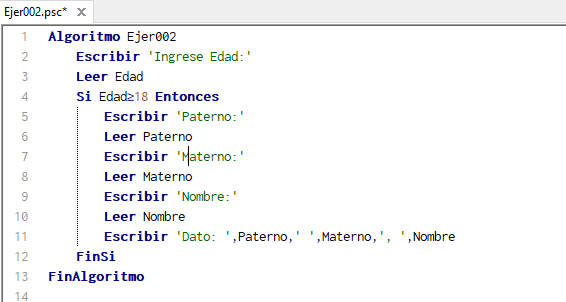 Ejer002.psc*
1 Algoritmo Ejer002
2 Escribir 'Ingrese Edad:'
3 Leer Edad
4 Si Edad≥18 Entonces
5 Escribir 'Paterno:'
6 Leer Paterno
7 Escribir 'Materno:'
8 Leer Materno
9 Escribir 'Nombre:'
10 Leer Nombre
11 Escribir 'Dato: ',Paterno,' ',Materno,', ',Nombre
12 FinSi
13 FinAlgoritmo
14